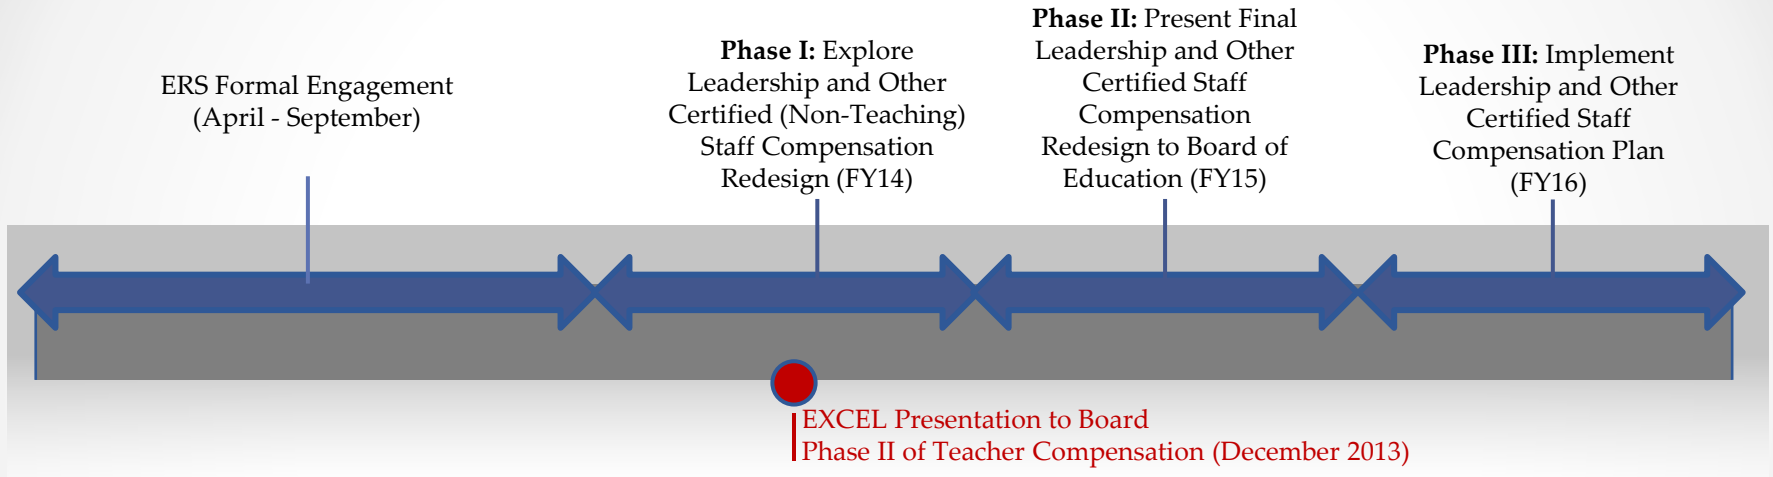 ERS Formal Engagement
(April - September)
Phase I: Explore
Leadership and Other
Certified (Non-Teaching)
Staff Compensation
Redesign (FY14)
Phase II: Present Final
Leadership and Other
Certified Staff
Compensation
Redesign to Board of
Education (FY15)
Phase III: Implement
Leadership and Other
Certified Staff
Compensation Plan
(FY16)
EXCEL Presentation to Board
Phase II of Teacher Compensation (December 2013)